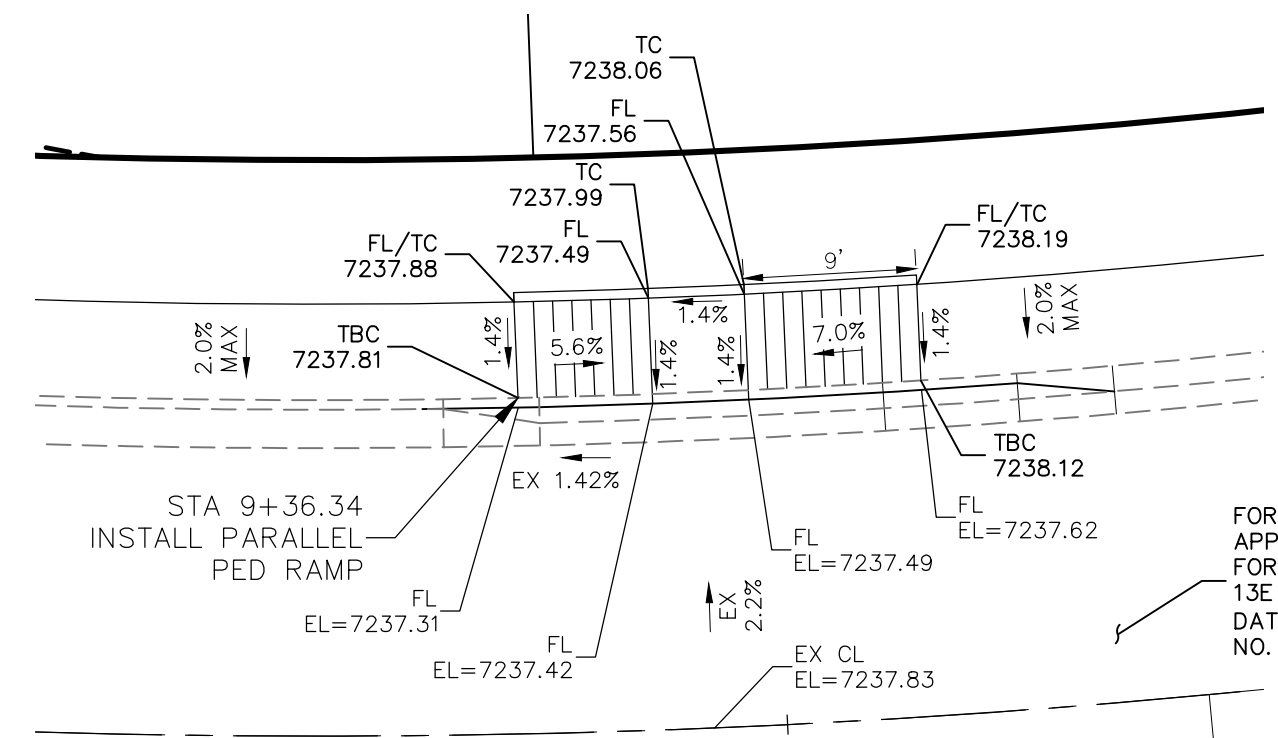 TC
7238.06
FL
7237.56
TC
7237.99
FL
7237.49
FL/TC
7237.88
FL/TC
7238.19
9'
2.0%
MAX
TBC
7237.81
1.4%
5.6%
1.4%
1.4%
1.4%
7.0%
1.4%
2.0%
MAX
TBC
7238.12
EX 1.42%
STA 9+36.34
INSTALL PARALLEL
PED RAMP
FL
EL=7237.31
FL
EL=7237.42
FL
EL=7237.49
FL
EL=7237.62
EX
2.2%
EX CL
EL=7237.83
FOR
APP
FOR
13E
DAT
NO.